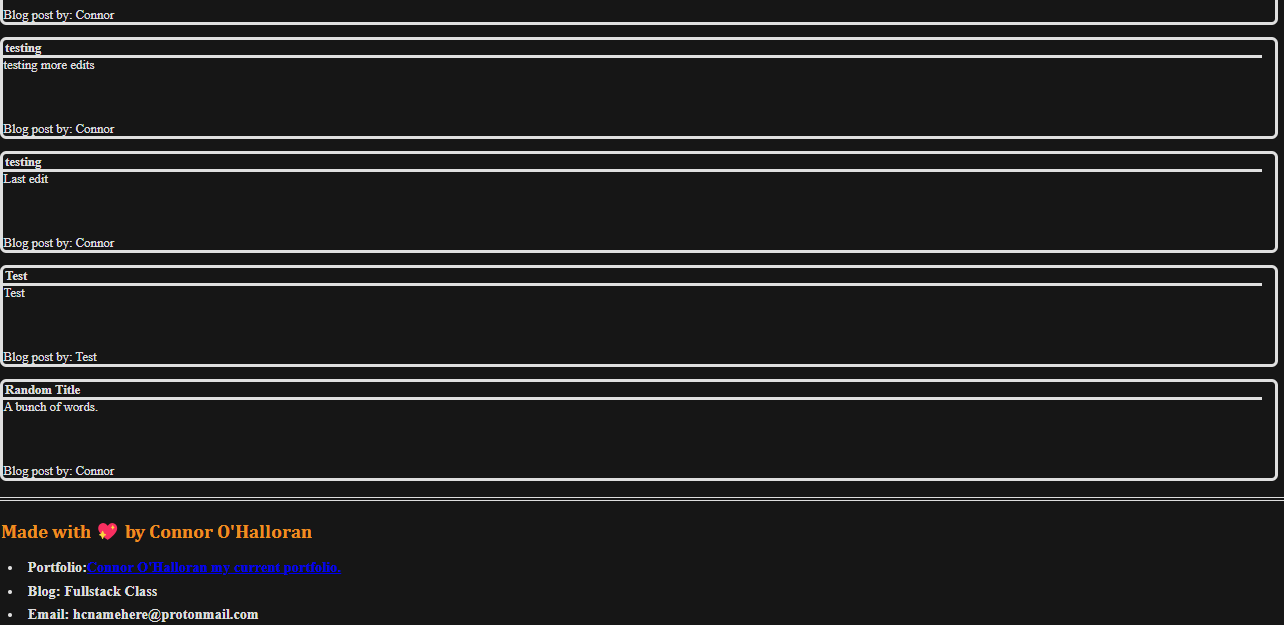 Blog post by: Connor
testing
testing more edits
Blog post by: Connor
testing
Last edit
Blog post by: Connor
Test
Test
Blog post by: Test
Random Title
A bunch of words.
Blog post by: Connor
Made with 💖 by Connor O'Halloran
Portfolio:Connor O'Halloran my current portfolio.
Blog: Fullstack Class
Email: hcnamehere@protonmail.com